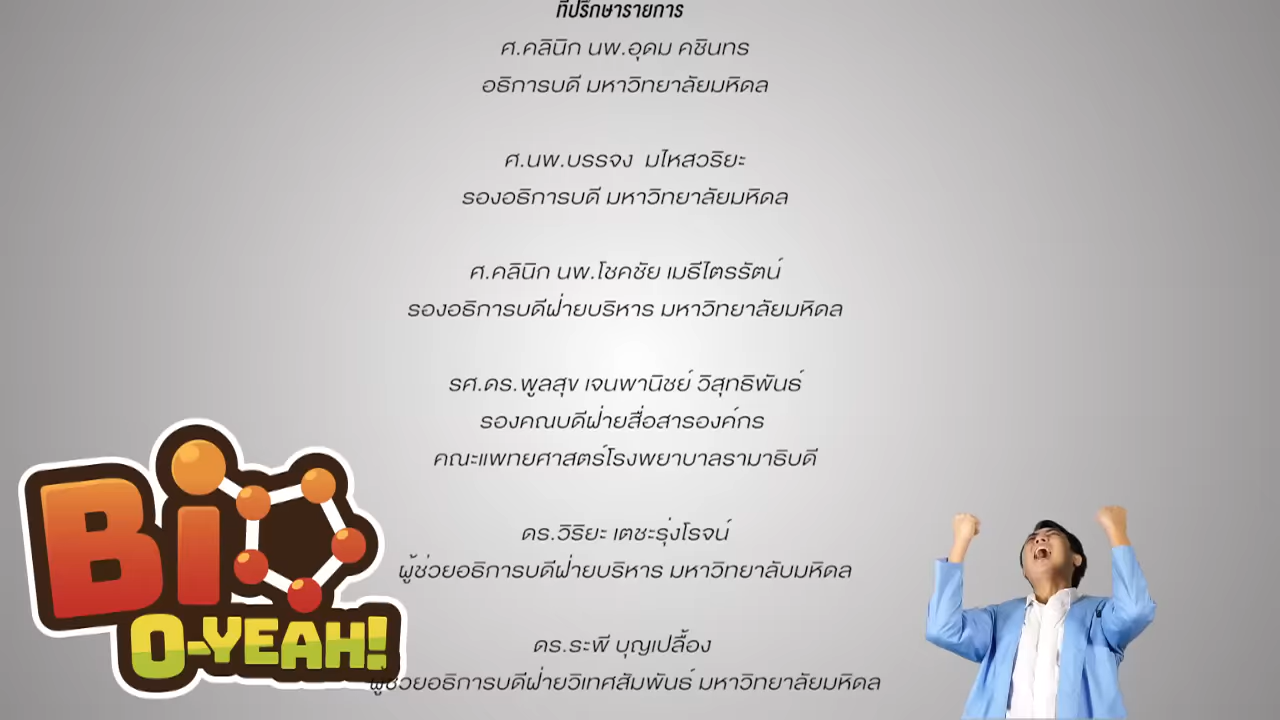 ที่ปรึกษารายการ
ศ.คลินิก นพ.อุดม คชินทร
อธิการบดี มหาวิทยาลัยมหิดล
ศ.นพ.บรรจง มไหสวริยะ
รองอธิการบดี มหาวิทยาลัยมหิดล
ศ.คลินิก นพ.โชคชัย เมธีไตรรัตน์
รองอธิการบดีฝ่ายบริหาร มหาวิทยาลัยมหิดล
รศ.ดร.พูลสุข เจนพานิชย์ วิสุทธิพันธ์
รองคณบดีฝ่ายสื่อสารองค์กร
คณะแพทยศาสตร์โรงพยาบาลรามาธิบดี
ดร.วิริยะ เตชะรุ่งโรจน์
ผู้ช่วยอธิการบดีฝ่ายบริหาร มหาวิทยาลับมหิดล
ดร.ระพี บุญเปลื้อง
ผู้ช่วยอธิการบดีฝ่ายวิเทศสัมพันธ์ มหาวิทยาลัยมหิดล
BiO
O-YEAH!